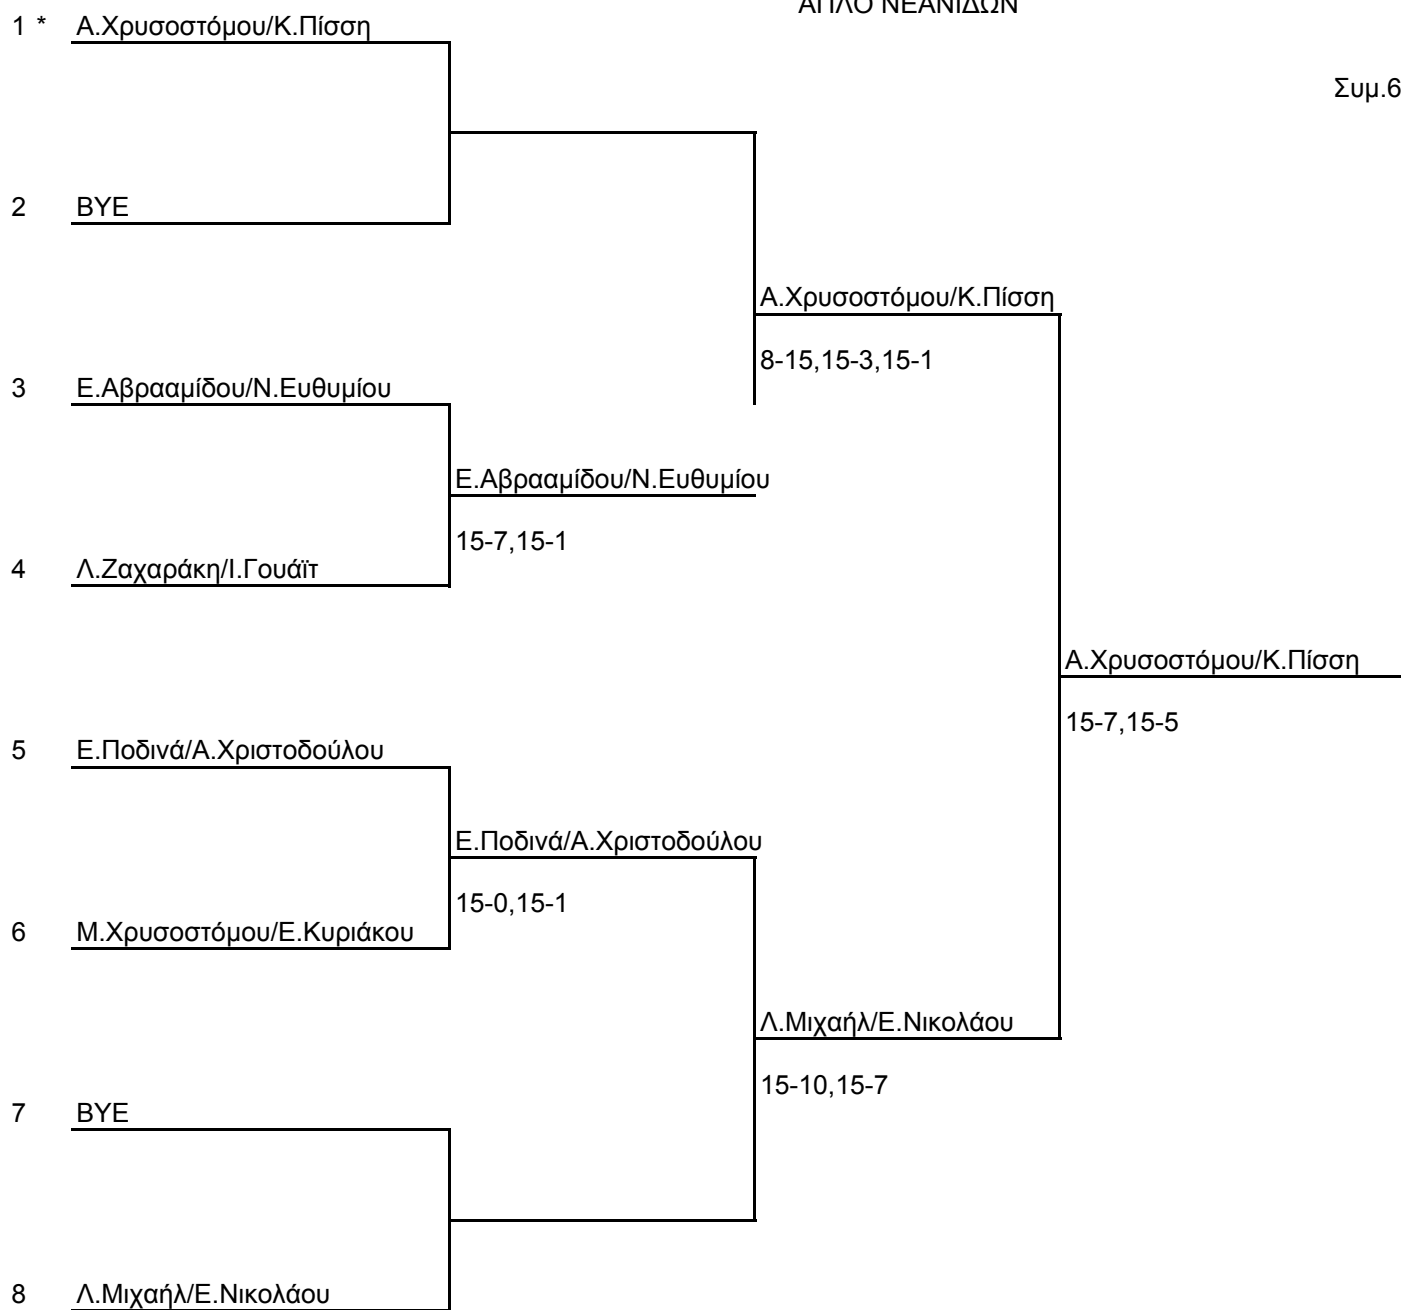 ΑΠΛΟ ΝΕΑΝΙΔΩΝ
1 * Α.Χρυσοστόμου/Κ.Πίσση
Συμ.6
2 BYE
Α.Χρυσοστόμου/Κ.Πίσση
8-15,15-3,15-1
3 Ε.Αβρααμίδου/Ν.Ευθυμίου
Ε.Αβρααμίδου/Ν.Ευθυμίου
15-7,15-1
4 Λ.Ζαχαράκη/Ι.Γουάϊτ
Α.Χρυσοστόμου/Κ.Πίσση
15-7,15-5
5 Ε.Ποδινά/Α.Χριστοδούλου
Ε.Ποδινά/Α.Χριστοδούλου
15-0,15-1
6 Μ.Χρυσοστόμου/Ε.Κυριάκου
Λ.Μιχαήλ/Ε.Νικολάου
15-10,15-7
7 BYE
8 Λ.Μιχαήλ/Ε.Νικολάου